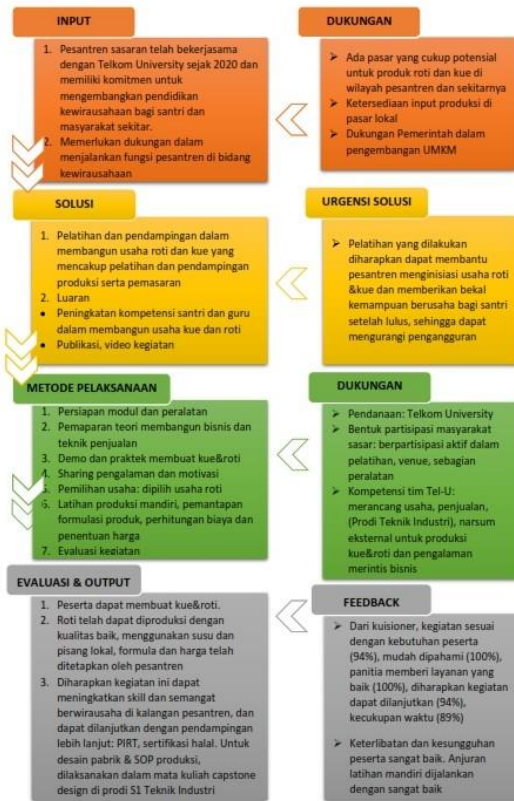 INPUT
1. Pesantren sasaran telah bekerjasama
dengan Telkom University sejak 2020 dan
memiliki komitmen untuk
mengembangkan pendidikan
kewirausahaan bagi santri dan
masyarakat sekitar.
2. Memerlukan dukungan dalam
menjalankan fungsi pesantren di bidang
kewirausahaan
DUKUNGAN
➢ Ada pasar yang cukup potensial
untuk produk roti dan kue di
wilayah pesantren dan sekitarnya
➢ Ketersediaan input produksi di
pasar lokal
➢ Dukungan Pemerintah dalam
pengembangan UMKM
SOLUSI
1. Pelatihan dan pendampingan dalam
membangun usaha roti dan kue yang
mencakup pelatihan dan pendampingan
produksi serta pemasaran
2. Luaran
• Peningkatan kompetensi santri dan guru
dalam membangun usaha kue dan roti
• Publikasi, video kegiatan
URGENSI SOLUSI
➢ Pelatihan yang dilakukan
diharapkan dapat membantu
pesantren menginisiasi usaha roti
&kue dan memberikan bekal
kemampuan berusaha bagi santri
setelah lulus, sehingga dapat
mengurangi pengangguran
METODE PELAKSANAAN
1. Persiapan modul dan peralatan
2. Pemaparan teori membangun bisnis dan
teknik penjualan
3. Demo dan praktek membuat kue&roti
4. Sharing pengalaman dan motivasi
5. Pemilihan usaha: dipilih usaha roti
6. Latihan produksi mandiri, pemantapan
formulasi produk, perhitungan biaya dan
penentuan harga
7. Evaluasi kegiatan
DUKUNGAN
➢ Pendanaan: Telkom University
➢ Bentuk partisipasi masyarakat
sasar: berpartisipasi aktif dalam
pelatihan, venue, sebagian
peralatan
➢ Kompetensi tim Tel-U:
merancang usaha, penjualan,
(Prodi Teknik Industri), narsum
eksternal untuk produksi
kue&roti dan pengalaman
merintis bisnis
EVALUASI & OUTPUT
1. Peserta dapat membuat kue&roti.
2. Roti telah dapat diproduksi dengan
kualitas baik, menggunakan susu dan
pisang lokal, formula dan harga telah
ditetapkan oleh pesantren
3. Diharapkan kegiatan ini dapat
meningkatkan skill dan semangat
berwirausaha di kalangan pesantren, dan
dapat dilanjutkan dengan pendampingan
lebih lanjut: PIRT, sertifikasi halal. Untuk
desain pabrik & SOP produksi,
dilaksanakan dalam mata kuliah capstone
design di prodi S1 Teknik Industri
FEEDBACK
➢ Dari kuisioner, kegiatan sesuai
dengan kebutuhan peserta
(94%), mudah dipahami (100%),
panitia memberi layanan yang
baik (100%), diharapkan kegiatan
dapat dilanjutkan (94%),
kecukupan waktu (89%)
➢ Keterlibatan dan kesungguhan
peserta sangat baik. Anjuran
latihan mandiri dijalankan
dengan sangat baik